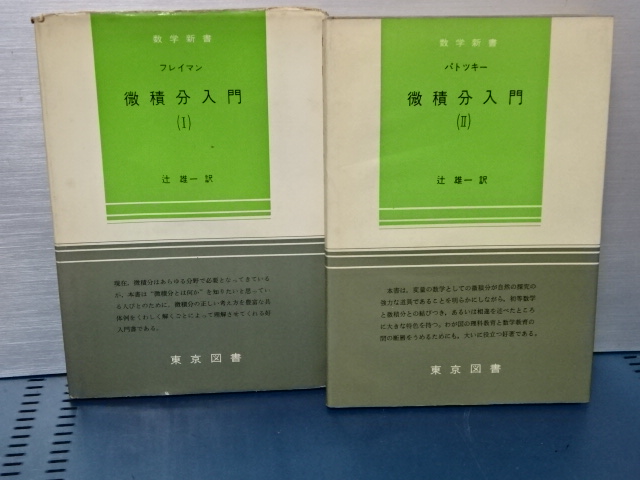 数学新書
フレイマン
微積分入門
(I)
辻 雄一 訳
現在、微積分はあらゆる分野で必要となってきている
が、本書は“微積分とは何か”を知りたいと思ってい
る人びとのために、微積分の正しい考え方を豊富な具
体例をくわしく解くことによって理解させてくれる好
入門書である。
東京図書
数学新書
パトツキー
微積分入門
(II)
辻 雄一 訳
本書は、変量の数学としての微積分が自然の探究の
強力な道具であることを明らかにしながら、初等数学
と微積分との結びつき、あるいは相違を述べたところ
に大きな特色を持つ。わが国の理科教育と数学教育の
間の断層をうめるためにも、大いに役立つ好著である。
東京図書